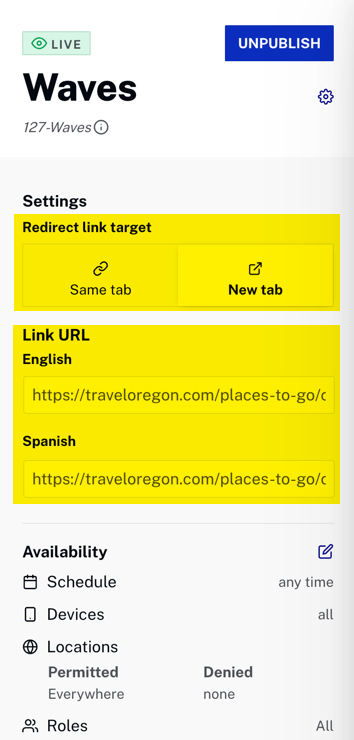 LIVE
UNPUBLISH
Waves
127-Waves
Settings
Redirect link target
Same tab
New tab
Link URL
English
https://traveloregon.com/places-to-go/c
Spanish
https://traveloregon.com/places-to-go/c
Availability
Schedule any time
Devices all
Locations
Permitted Denied
Everywhere none
Roles All